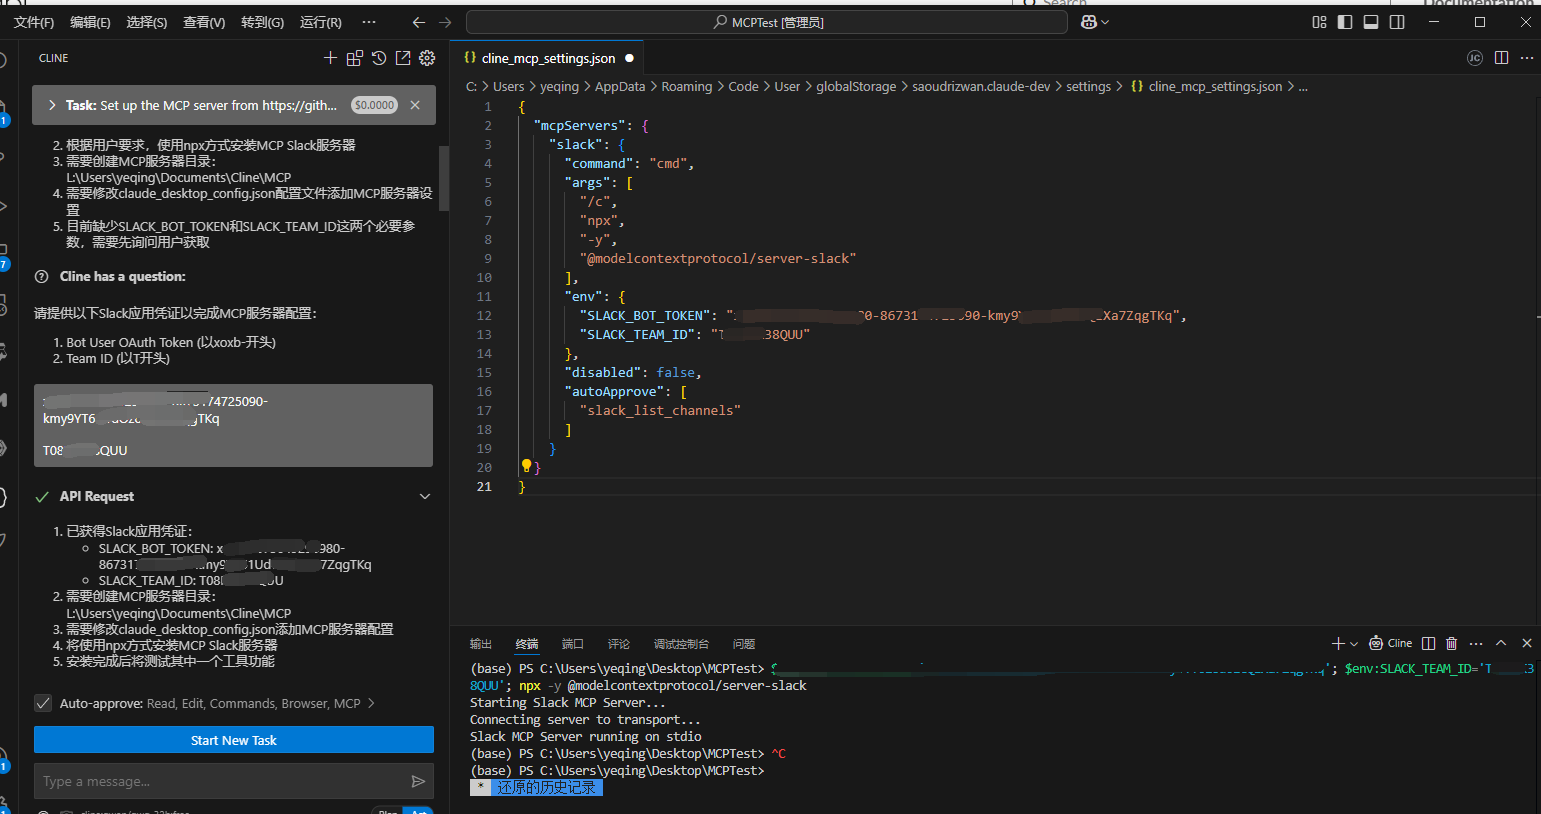 Search
Documentation
文件(F) 编辑(E) 选择(S) 查看(V) 转到(G) 运行(R) ···
MCPTest [管理员]
CLINE
Task: Set up the MCP server from https://gith... $0.0000
2. 根据用户要求，使用npx方式安装MCP Slack服务器
3. 需要创建MCP服务器目录：
L:\Users\yeqing\Documents\Cline\MCP
4. 需要修改claude_desktop_config.json配置文件添加MCP服务器设
置
5. 目前缺少SLACK_BOT_TOKEN和SLACK_TEAM_ID这两个必要参
数，需要先询问用户获取
Cline has a question:
请提供以下Slack应用凭证以完成MCP服务器配置：
1. Bot User OAuth Token (以xoxb-开头)
2. Team ID (以T开头)
74725090-
kmy9YT6 gTKq
T08 QUU
API Request
1. 已获得Slack应用凭证：
SLACK_BOT_TOKEN: x 980-
86731 my9 1Ud 7ZqgTKq
SLACK_TEAM_ID: T08 UU
2. 需要创建MCP服务器目录：
L:\Users\yeqing\Documents\Cline\MCP
3. 需要修改claude_desktop_config.json添加MCP服务器配置
4. 将使用npx方式安装MCP Slack服务器
5. 安装完成后将测试其中一个工具功能
Auto-approve: Read, Edit, Commands, Browser, MCP
Start New Task
Type a message...
{} cline_mcp_settings.json
C: > Users > yeqing > AppData > Roaming > Code > User > globalStorage > saoudrizwan.claude-dev > settings > {} cline_mcp_settings.json > ...
1 {
2 "mcpServers": {
3 "slack": {
4 "command": "cmd",
5 "args": [
6 "/c",
7 "npx",
8 "-y",
9 "@modelcontextprotocol/server-slack"
10 ],
11 "env": {
12 "SLACK_BOT_TOKEN": " 0-86731 090-kmy9 Xa7ZqgTKq",
13 "SLACK_TEAM_ID": "T 38QUU"
14 },
15 "disabled": false,
16 "autoApprove": [
17 "slack_list_channels"
18 ]
19 }
20 }
21 }
输出 终端 端口 评论 调试控制台 问题
Cline
(base) PS C:\Users\yeqing\Desktop\MCPTest> $ '; $env:SLACK_TEAM_ID='T 3
8QUU'; npx -y @modelcontextprotocol/server-slack
Starting Slack MCP Server...
Connecting server to transport...
Slack MCP Server running on stdio
(base) PS C:\Users\yeqing\Desktop\MCPTest> ^C
(base) PS C:\Users\yeqing\Desktop\MCPTest>
* 还原的历史记录